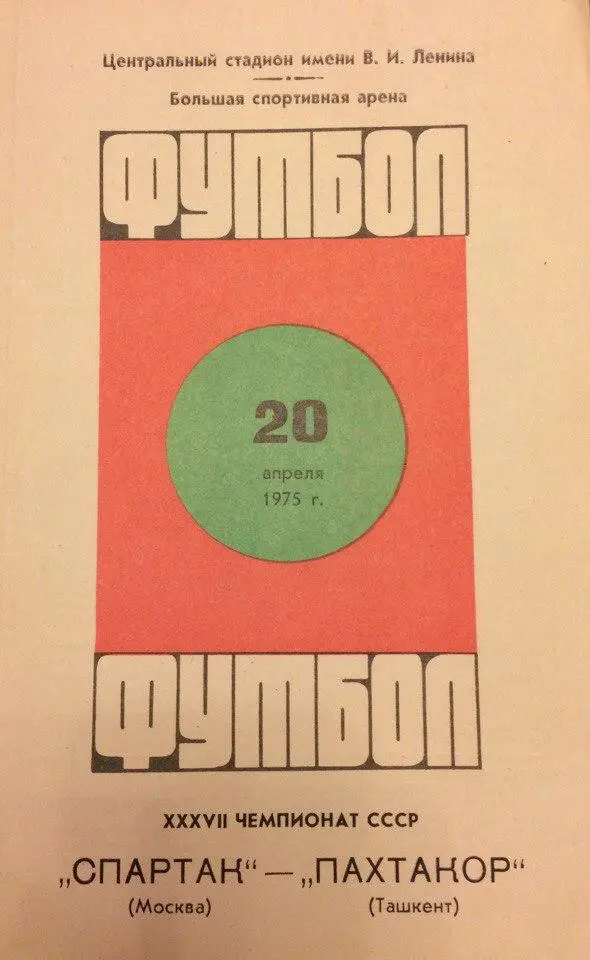 Центральный стадион имени В. И. Ленина
Большая спортивная арена
ФУТБОЛ
20
апреля
1975 г.
ФУТБОЛ
XXXVII ЧЕМПИОНАТ СССР
„СПАРТАК“ — „ПАХТАКОР“
(Москва) (Ташкент)